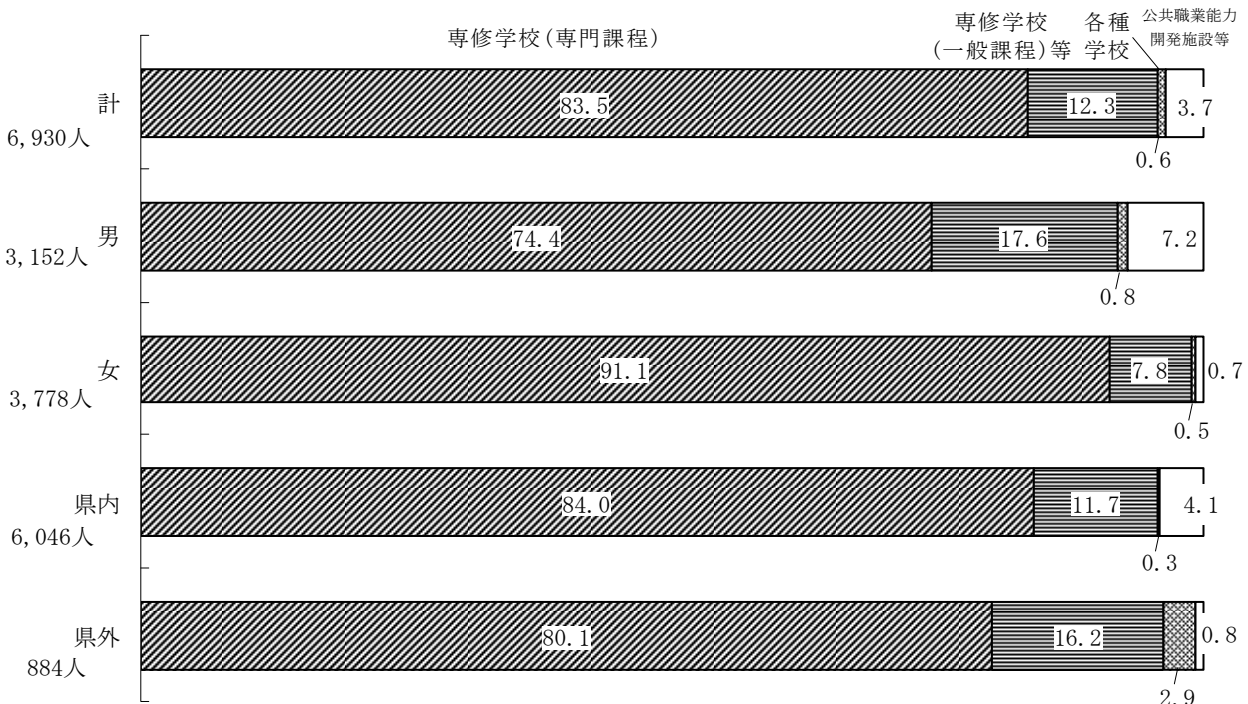 専修学校(専門課程)
専修学校
(一般課程)等
各種
学校
公共職業能力
開発施設等
計
6,930人
83.5
12.3
3.7
0.6
男
3,152人
74.4
17.6
7.2
0.8
女
3,778人
91.1
7.8
0.7
0.5
県内
6,046人
84.0
11.7
4.1
0.3
県外
884人
80.1
16.2
0.8
2.9